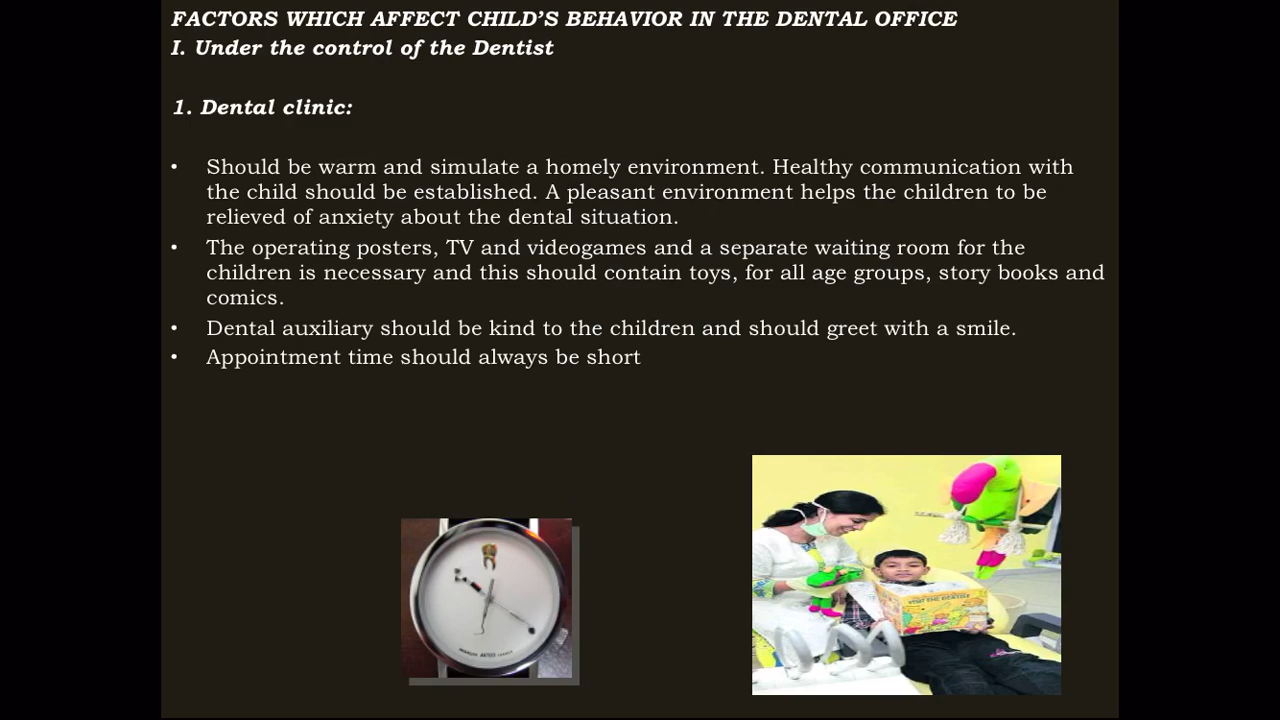 FACTORS WHICH AFFECT CHILD’S BEHAVIOR IN THE DENTAL OFFICE
I. Under the control of the Dentist
1. Dental clinic:
• Should be warm and simulate a homely environment. Healthy communication with
the child should be established. A pleasant environment helps the children to be
relieved of anxiety about the dental situation.
• The operating posters, TV and videogames and a separate waiting room for the
children is necessary and this should contain toys, for all age groups, story books and
comics.
• Dental auxiliary should be kind to the children and should greet with a smile.
• Appointment time should always be short
VISIT THE DENTIST